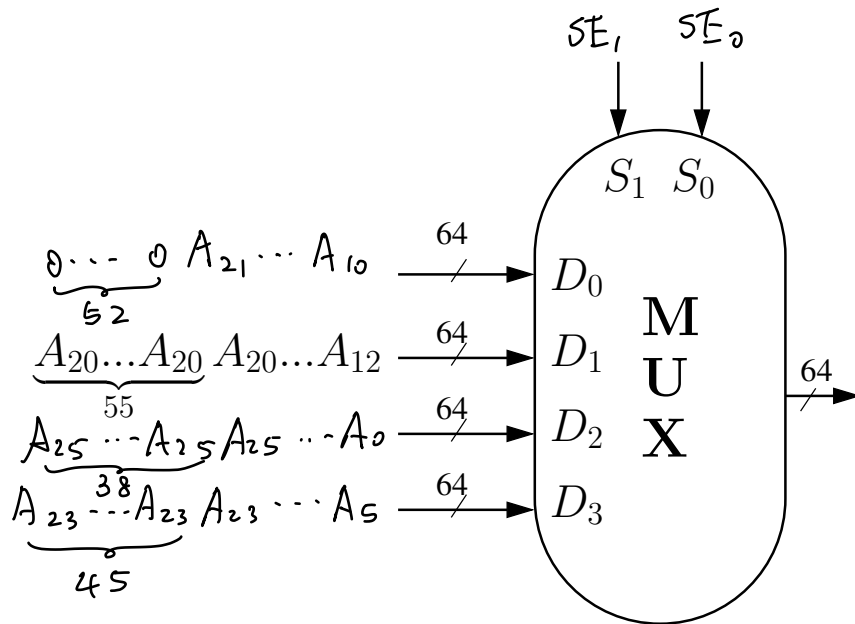 SE₁ SE₀
S₁ S₀
0 ... 0 A₂₁ ... A₁₀
52
64
D₀
A₂₀...A₂₀ A₂₀...A₁₂
55
64
D₁
A₂₅ ... A₂₅ A₂₅ ... A₀
38
64
D₂
A₂₃ ... A₂₃ A₂₃ ... A₅
45
64
D₃
M
U
X
64